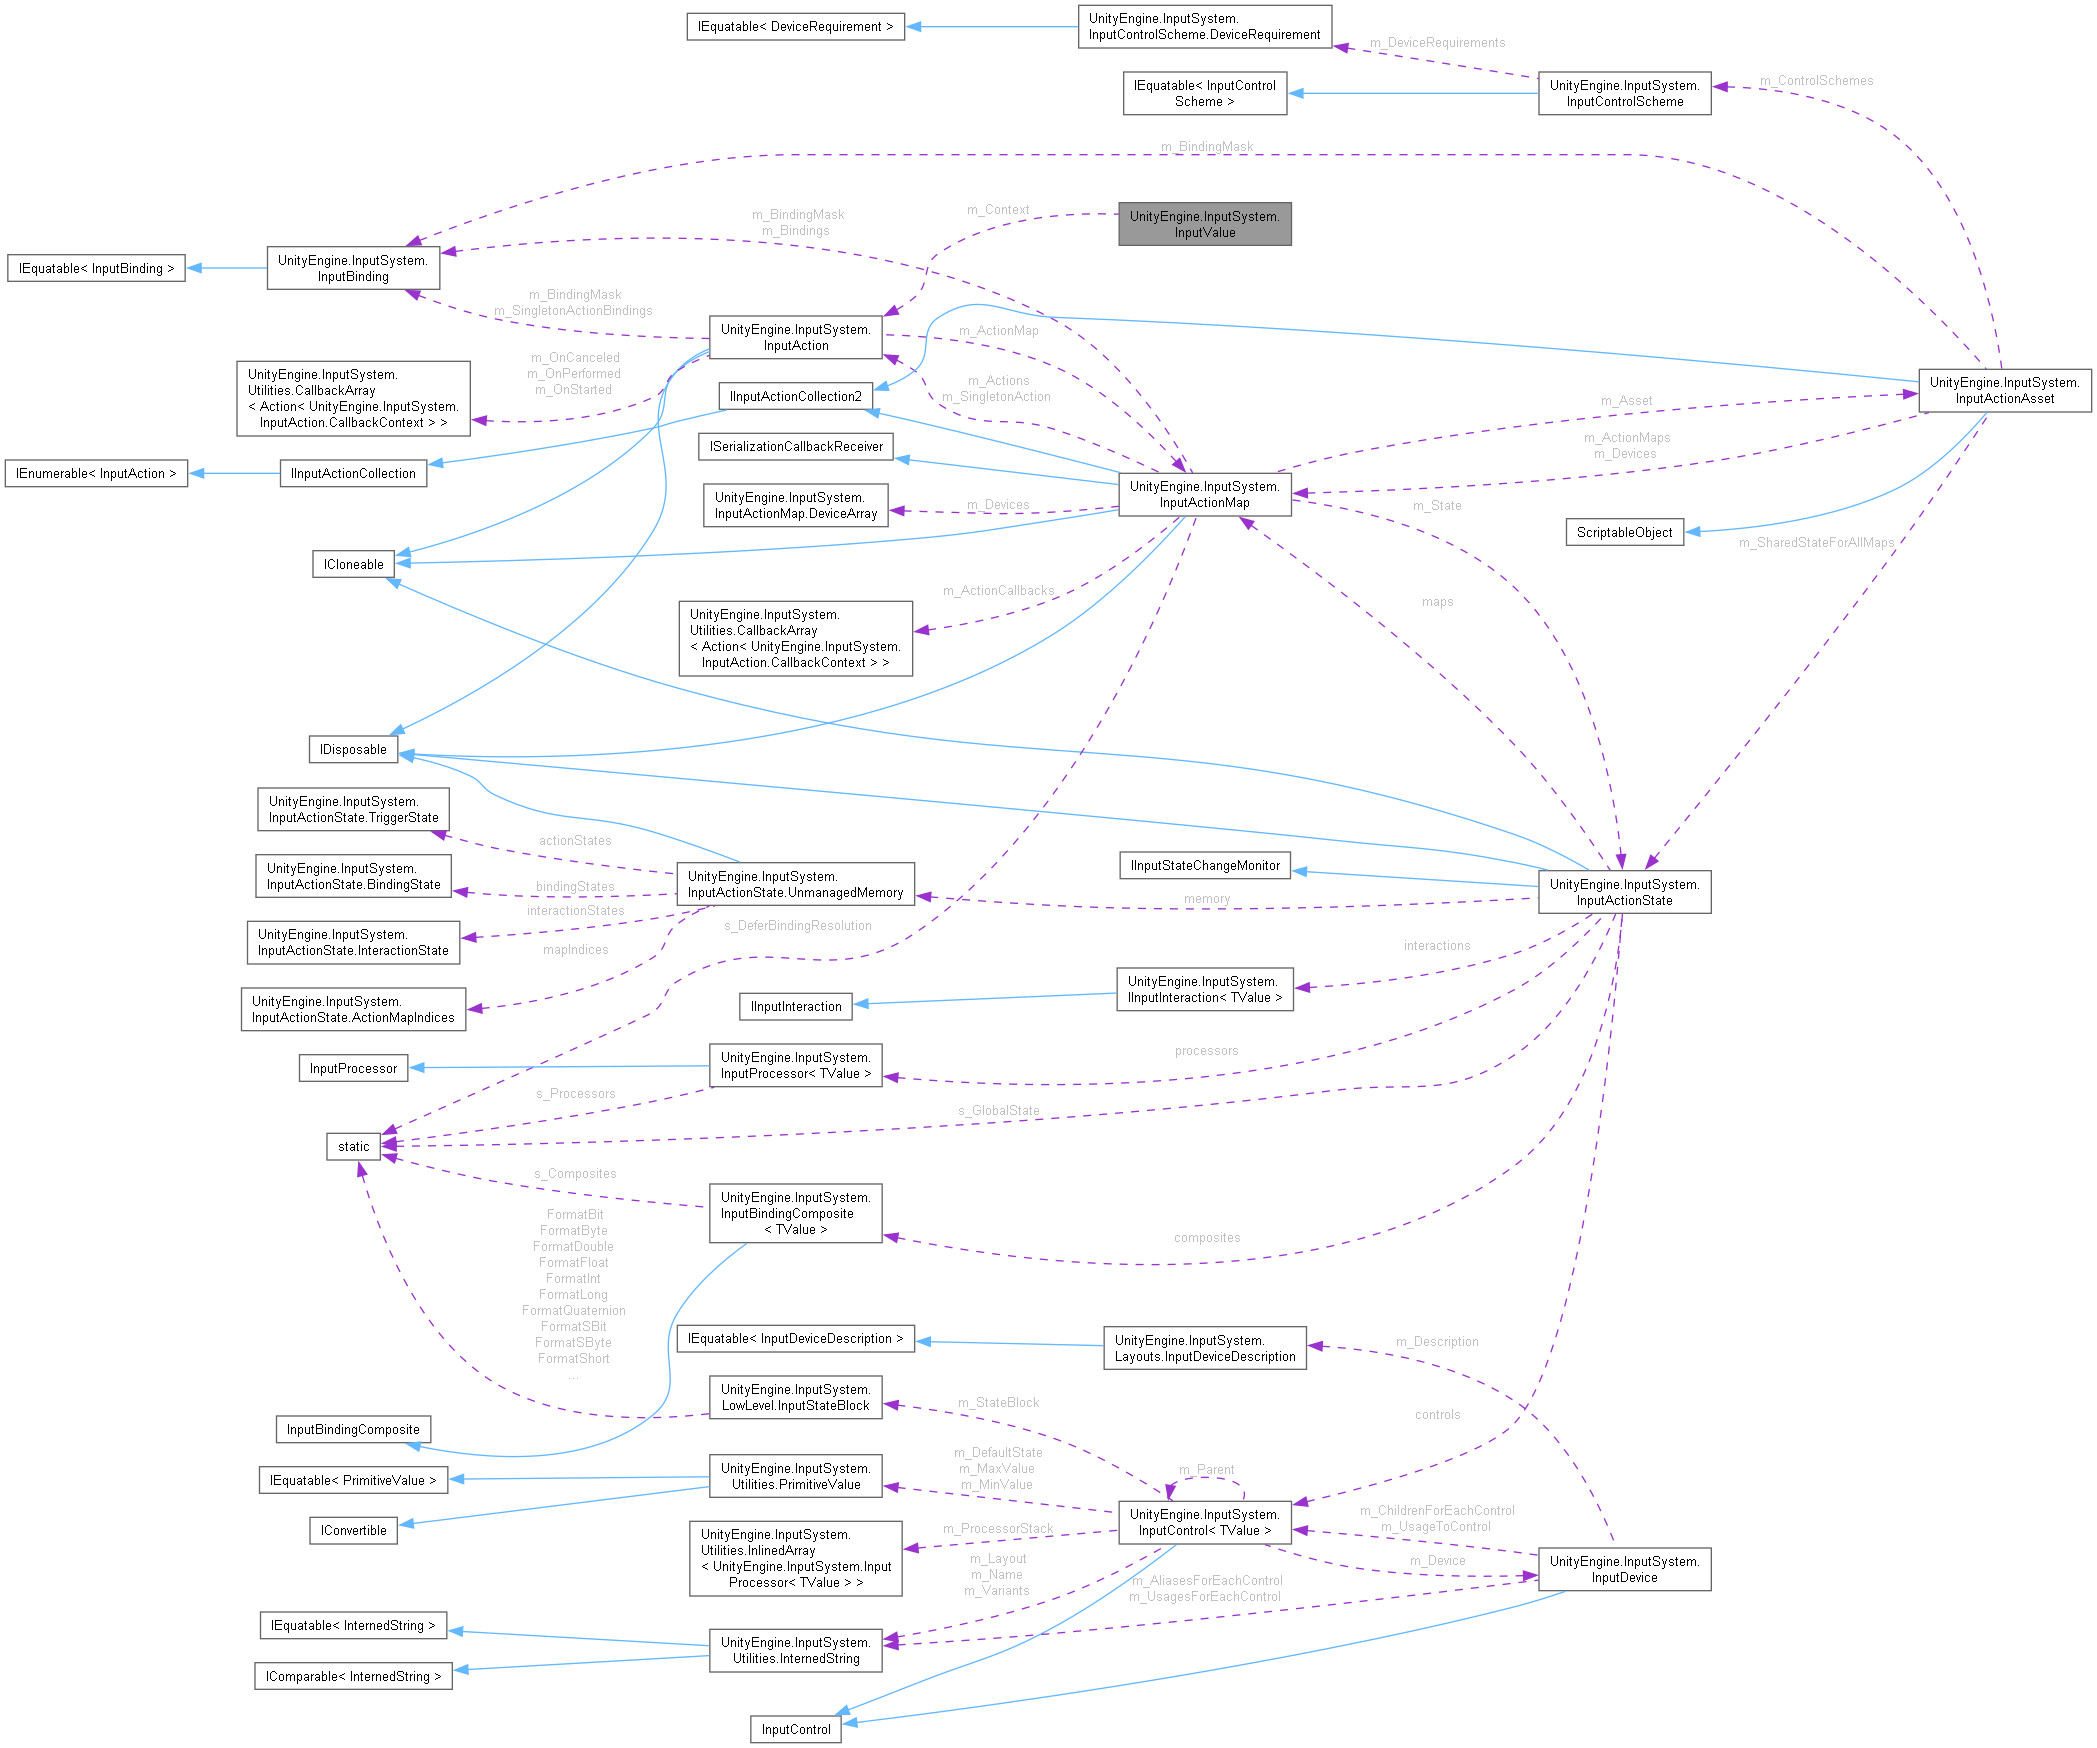 IEquatable< DeviceRequirement >
UnityEngine.InputSystem.
InputControlScheme.DeviceRequirement
m_DeviceRequirements
IEquatable< InputControl
Scheme >
UnityEngine.InputSystem.
InputControlScheme
m_ControlSchemes
m_BindingMask
m_BindingMask
m_Bindings
m_Context
UnityEngine.InputSystem.
InputValue
IEquatable< InputBinding >
UnityEngine.InputSystem.
InputBinding
m_BindingMask
m_SingletonActionBindings
UnityEngine.InputSystem.
InputAction
m_ActionMap
UnityEngine.InputSystem.
Utilities.CallbackArray
< Action< UnityEngine.InputSystem.
InputAction.CallbackContext > >
m_OnCanceled
m_OnPerformed
m_OnStarted
IInputActionCollection2
m_Actions
m_SingletonAction
m_Asset
UnityEngine.InputSystem.
InputActionAsset
IEnumerable< InputAction >
IInputActionCollection
ISerializationCallbackReceiver
m_ActionMaps
m_Devices
UnityEngine.InputSystem.
InputActionMap.DeviceArray
m_Devices
UnityEngine.InputSystem.
InputActionMap
m_State
ScriptableObject
m_SharedStateForAllMaps
ICloneable
UnityEngine.InputSystem.
Utilities.CallbackArray
< Action< UnityEngine.InputSystem.
InputAction.CallbackContext > >
m_ActionCallbacks
maps
IDisposable
UnityEngine.InputSystem.
InputActionState.TriggerState
actionStates
UnityEngine.InputSystem.
InputActionState.BindingState
bindingStates
UnityEngine.InputSystem.
InputActionState.UnmanagedMemory
IInputStateChangeMonitor
memory
UnityEngine.InputSystem.
InputActionState
interactionStates
UnityEngine.InputSystem.
InputActionState.InteractionState
mapIndices
s_DeferBindingResolution
interactions
UnityEngine.InputSystem.
InputActionState.ActionMapIndices
IInputInteraction
UnityEngine.InputSystem.
IInputInteraction< TValue >
InputProcessor
UnityEngine.InputSystem.
InputProcessor< TValue >
processors
s_Processors
s_GlobalState
static
s_Composites
UnityEngine.InputSystem.
InputBindingComposite
< TValue >
composites
FormatBit
FormatByte
FormatDouble
FormatFloat
FormatInt
FormatLong
FormatQuaternion
FormatSBit
FormatSByte
FormatShort
...
IEquatable< InputDeviceDescription >
UnityEngine.InputSystem.
Layouts.InputDeviceDescription
m_Description
UnityEngine.InputSystem.
LowLevel.InputStateBlock
m_StateBlock
controls
InputBindingComposite
IEquatable< PrimitiveValue >
UnityEngine.InputSystem.
Utilities.PrimitiveValue
m_DefaultState
m_MaxValue
m_MinValue
m_Parent
IConvertible
UnityEngine.InputSystem.
Utilities.InlinedArray
< UnityEngine.InputSystem.Input
Processor< TValue > >
m_ProcessorStack
UnityEngine.InputSystem.
InputControl< TValue >
m_ChildrenForEachControl
m_UsageToControl
m_Device
UnityEngine.InputSystem.
InputDevice
m_Layout
m_Name
m_Variants
m_AliasesForEachControl
m_UsagesForEachControl
IEquatable< InternedString >
UnityEngine.InputSystem.
Utilities.InternedString
IComparable< InternedString >
InputControl